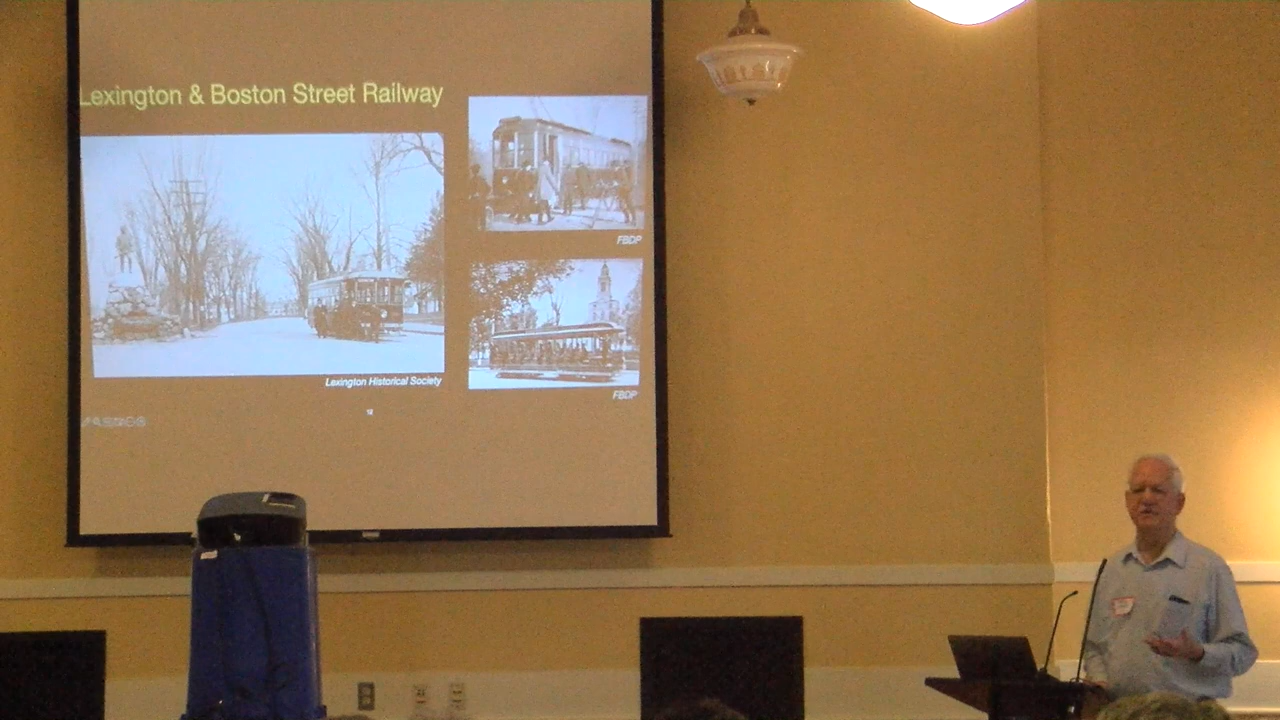 Lexington & Boston Street Railway
FBDP
Lexington Historical Society
FBDP